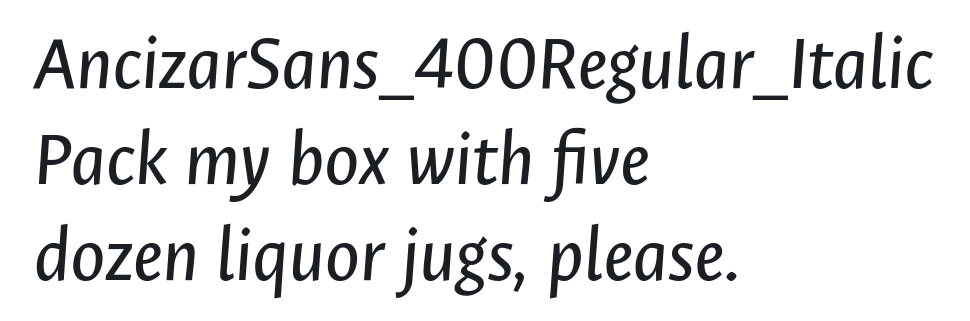 AncizarSans_400Regular_Italic
Pack my box with five
dozen liquor jugs, please.